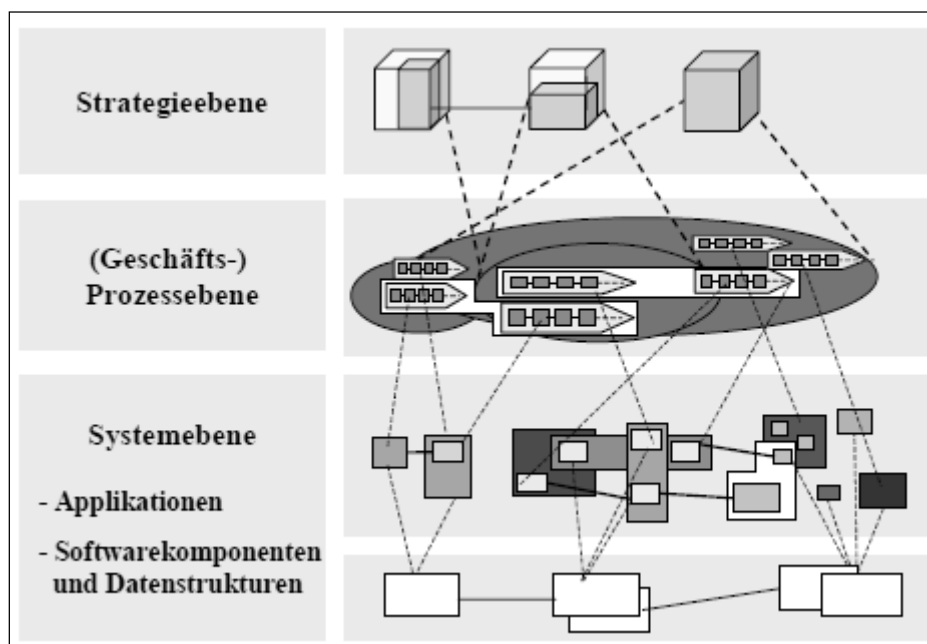 Strategieebene
(Geschäfts-)
Prozessebene
Systemebene
- Applikationen
- Softwarekomponenten
und Datenstrukturen